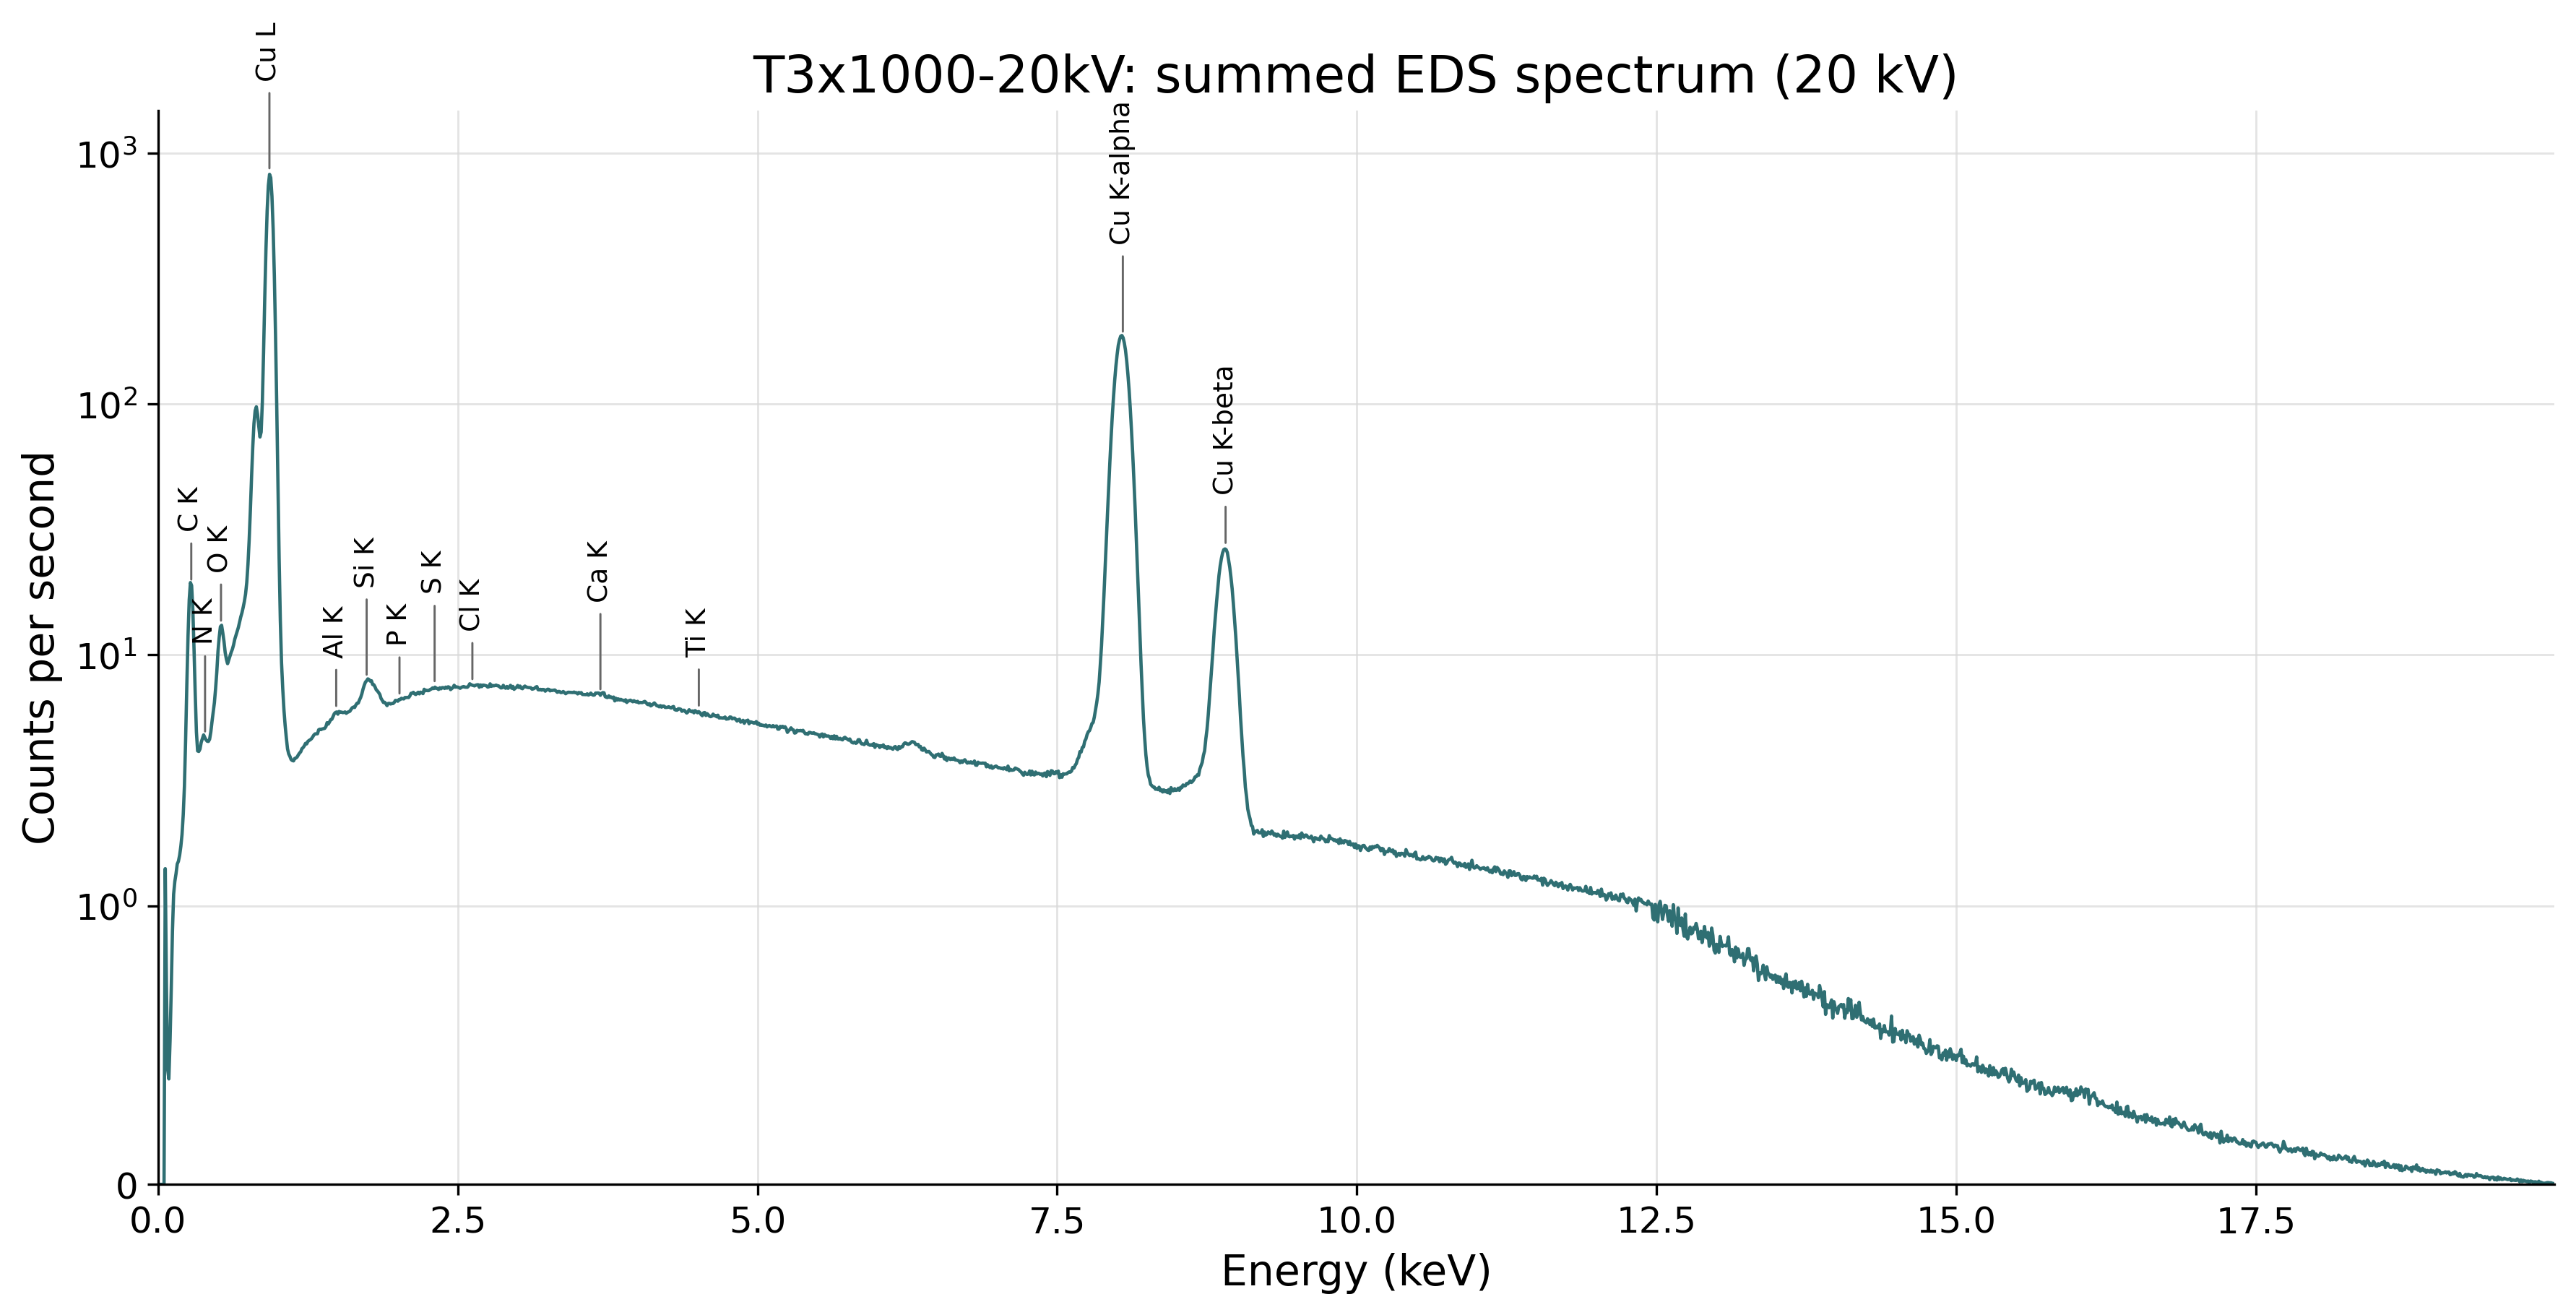 T3x1000-20kV: summed EDS spectrum (20 kV)
Counts per second
10³
10²
10¹
10⁰
0
C K
N K
O K
Cu L
Al K
Si K
P K
S K
Cl K
Ca K
Ti K
Cu K-alpha
Cu K-beta
0.0 2.5 5.0 7.5 10.0 12.5 15.0 17.5
Energy (keV)